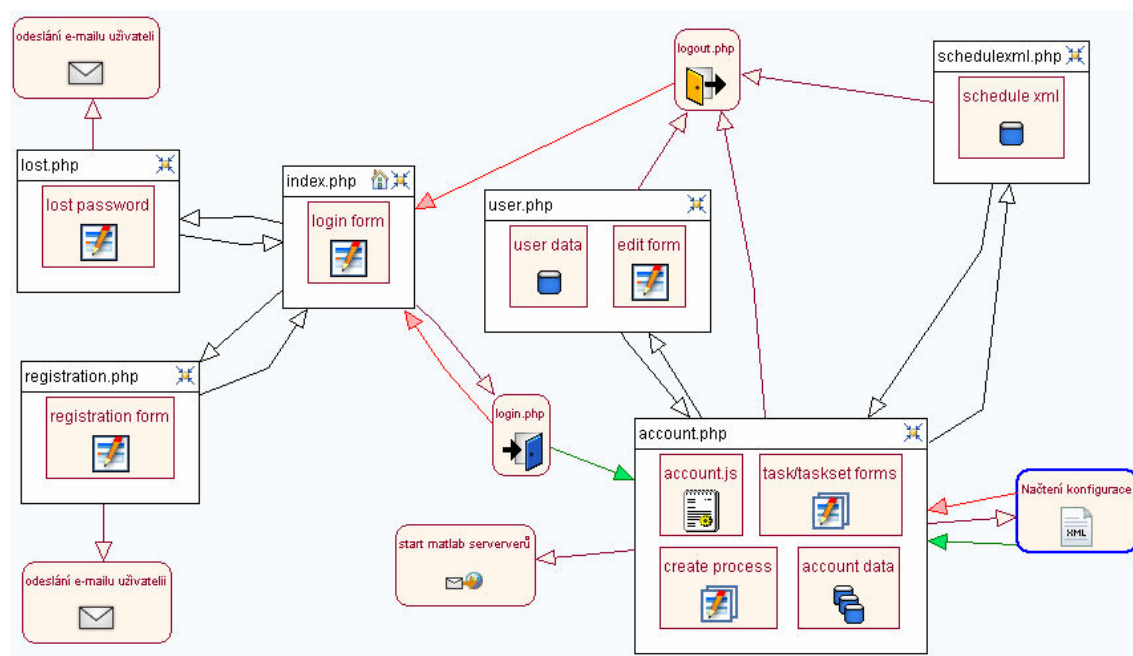 odeslání e-mailu uživateli
lost.php
lost password
index.php
login form
registration.php
registration form
odeslání e-mailu uživatelii
logout.php
user.php
user data
edit form
login.php
schedulexml.php
schedule xml
account.php
account.js
task/taskset forms
create process
account data
start matlab servererů
Načtení konfigurace
XML